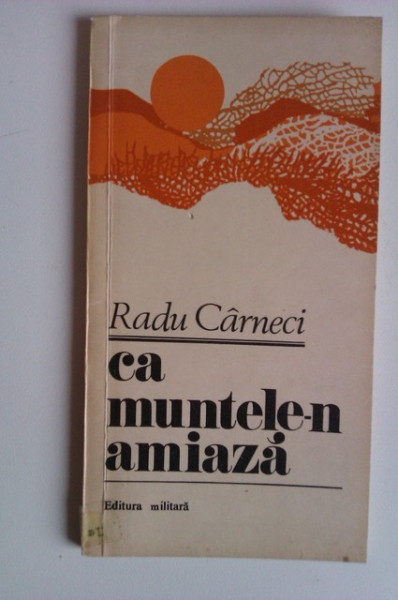 Radu Cârneci
ca
muntele-n
amiază
Editura militară